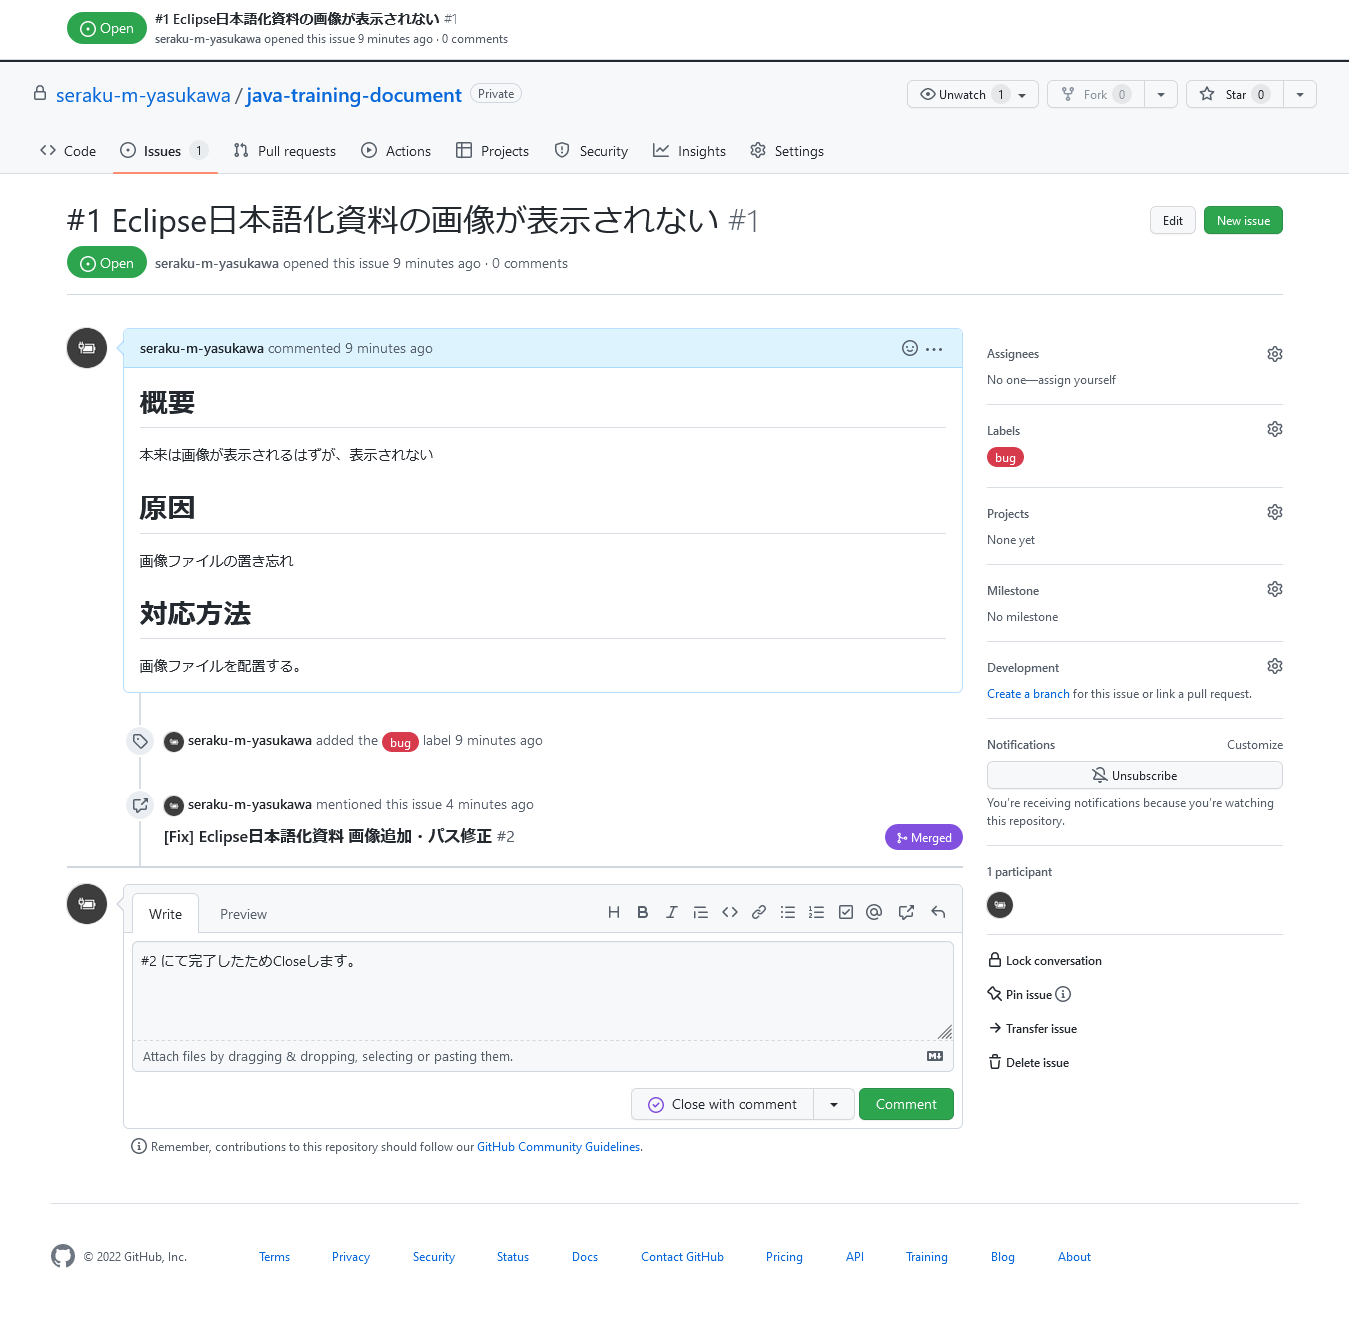 Open
#1 Eclipse日本語化資料の画像が表示されない #1
seraku-m-yasukawa opened this issue 9 minutes ago · 0 comments
seraku-m-yasukawa / java-training-document Private
Unwatch 1
Fork 0
Star 0
Code
Issues 1
Pull requests
Actions
Projects
Security
Insights
Settings
#1 Eclipse日本語化資料の画像が表示されない #1
Edit
New issue
Open
seraku-m-yasukawa opened this issue 9 minutes ago · 0 comments
seraku-m-yasukawa commented 9 minutes ago
概要
本来は画像が表示されるはずが、表示されない
原因
画像ファイルの置き忘れ
対応方法
画像ファイルを配置する。
seraku-m-yasukawa added the bug label 9 minutes ago
seraku-m-yasukawa mentioned this issue 4 minutes ago
[Fix] Eclipse日本語化資料 画像追加・パス修正 #2
Merged
Write
Preview
#2 にて完了したためCloseします。
Attach files by dragging & dropping, selecting or pasting them.
Close with comment
Comment
Remember, contributions to this repository should follow our GitHub Community Guidelines.
Assignees
No one—assign yourself
Labels
bug
Projects
None yet
Milestone
No milestone
Development
Create a branch for this issue or link a pull request.
Notifications
Customize
Unsubscribe
You're receiving notifications because you're watching
this repository.
1 participant
Lock conversation
Pin issue
Transfer issue
Delete issue
© 2022 GitHub, Inc.
Terms
Privacy
Security
Status
Docs
Contact GitHub
Pricing
API
Training
Blog
About